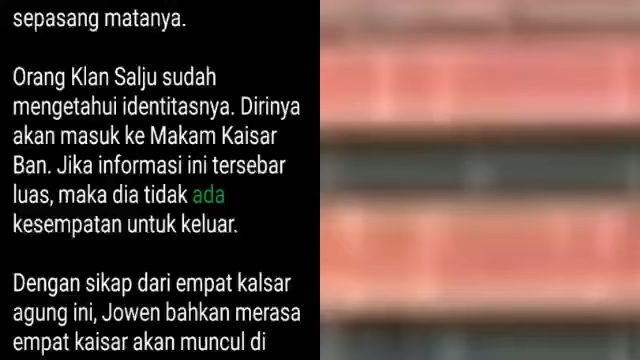 sepasang matanya.
Orang Klan Salju sudah
mengetahui identitasnya. Dirinya
akan masuk ke Makam Kaisar
Ban. Jika informasi ini tersebar
luas, maka dia tidak ada
kesempatan untuk keluar.
Dengan sikap dari empat kalsar
agung ini, Jowen bahkan merasa
empat kaisar akan muncul di